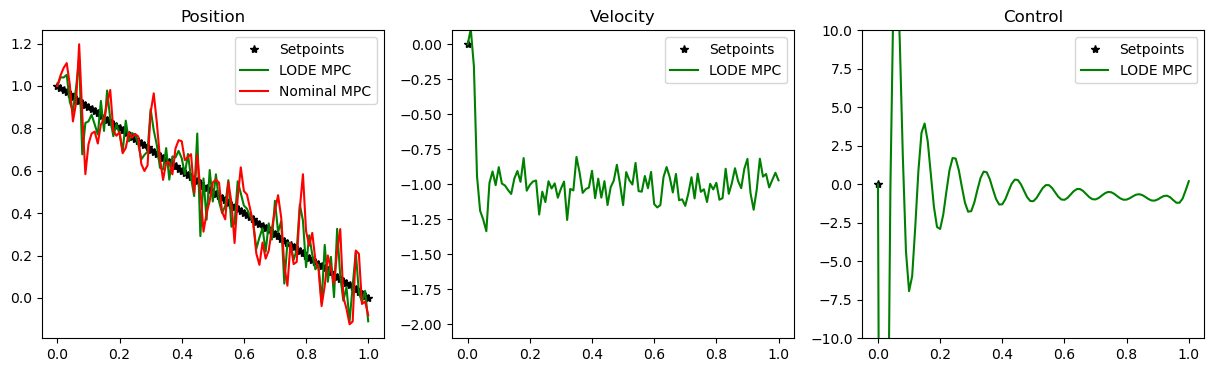 Position
Setpoints
LODE MPC
Nominal MPC
1.2
1.0
0.8
0.6
0.4
0.2
0.0
0.0 0.2 0.4 0.6 0.8 1.0
Velocity
Setpoints
LODE MPC
0.00
−0.25
−0.50
−0.75
−1.00
−1.25
−1.50
−1.75
−2.00
0.0 0.2 0.4 0.6 0.8 1.0
Control
Setpoints
LODE MPC
10.0
7.5
5.0
2.5
0.0
−2.5
−5.0
−7.5
−10.0
0.0 0.2 0.4 0.6 0.8 1.0